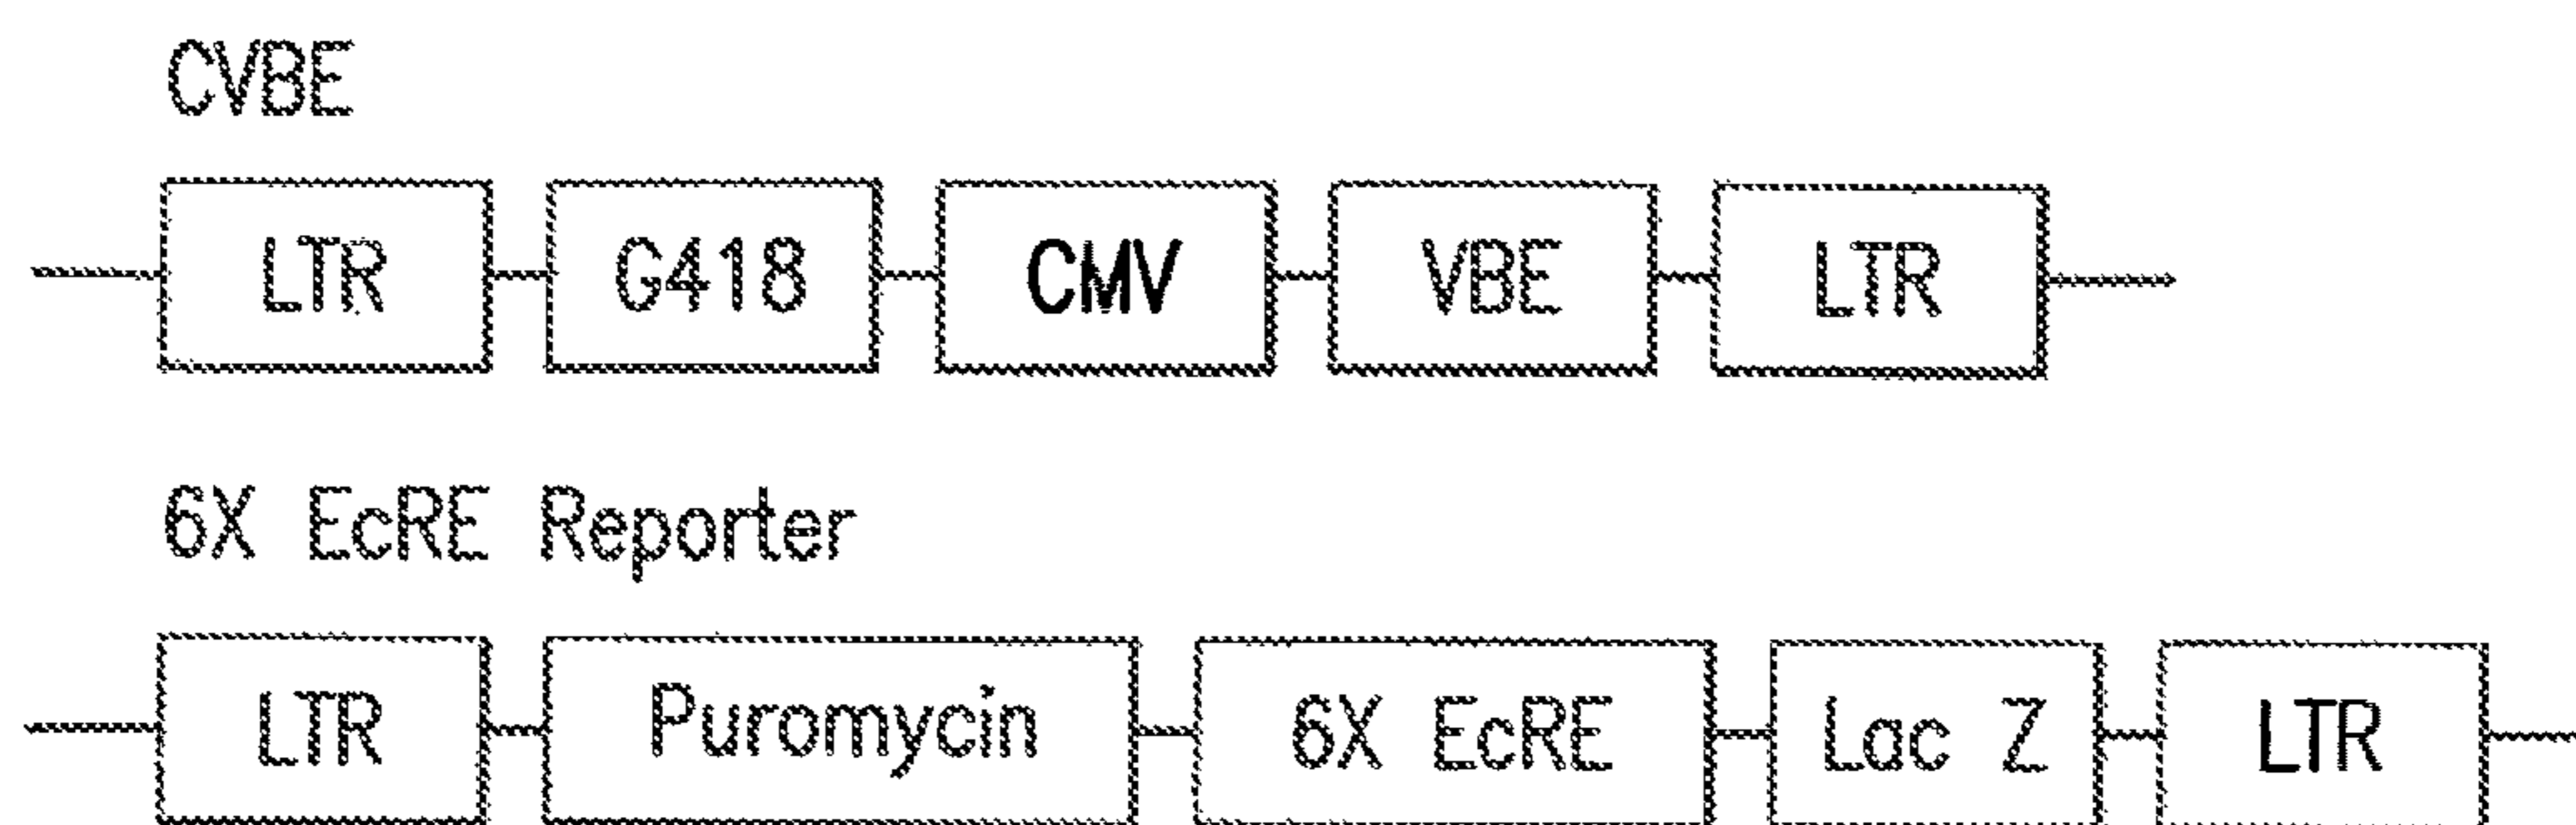 CVBE
LTR G418 CMV VBE LTR
6X EcRE Reporter
LTR Puromycin 6X EcRE Lac Z LTR